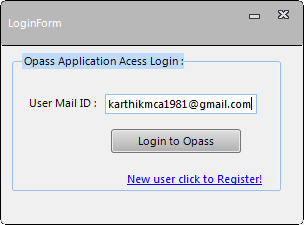 LoginForm
Opass Application Acess Login :
User Mail ID : karthikmca1981@gmail.com
Login to Opass
New user click to Register!